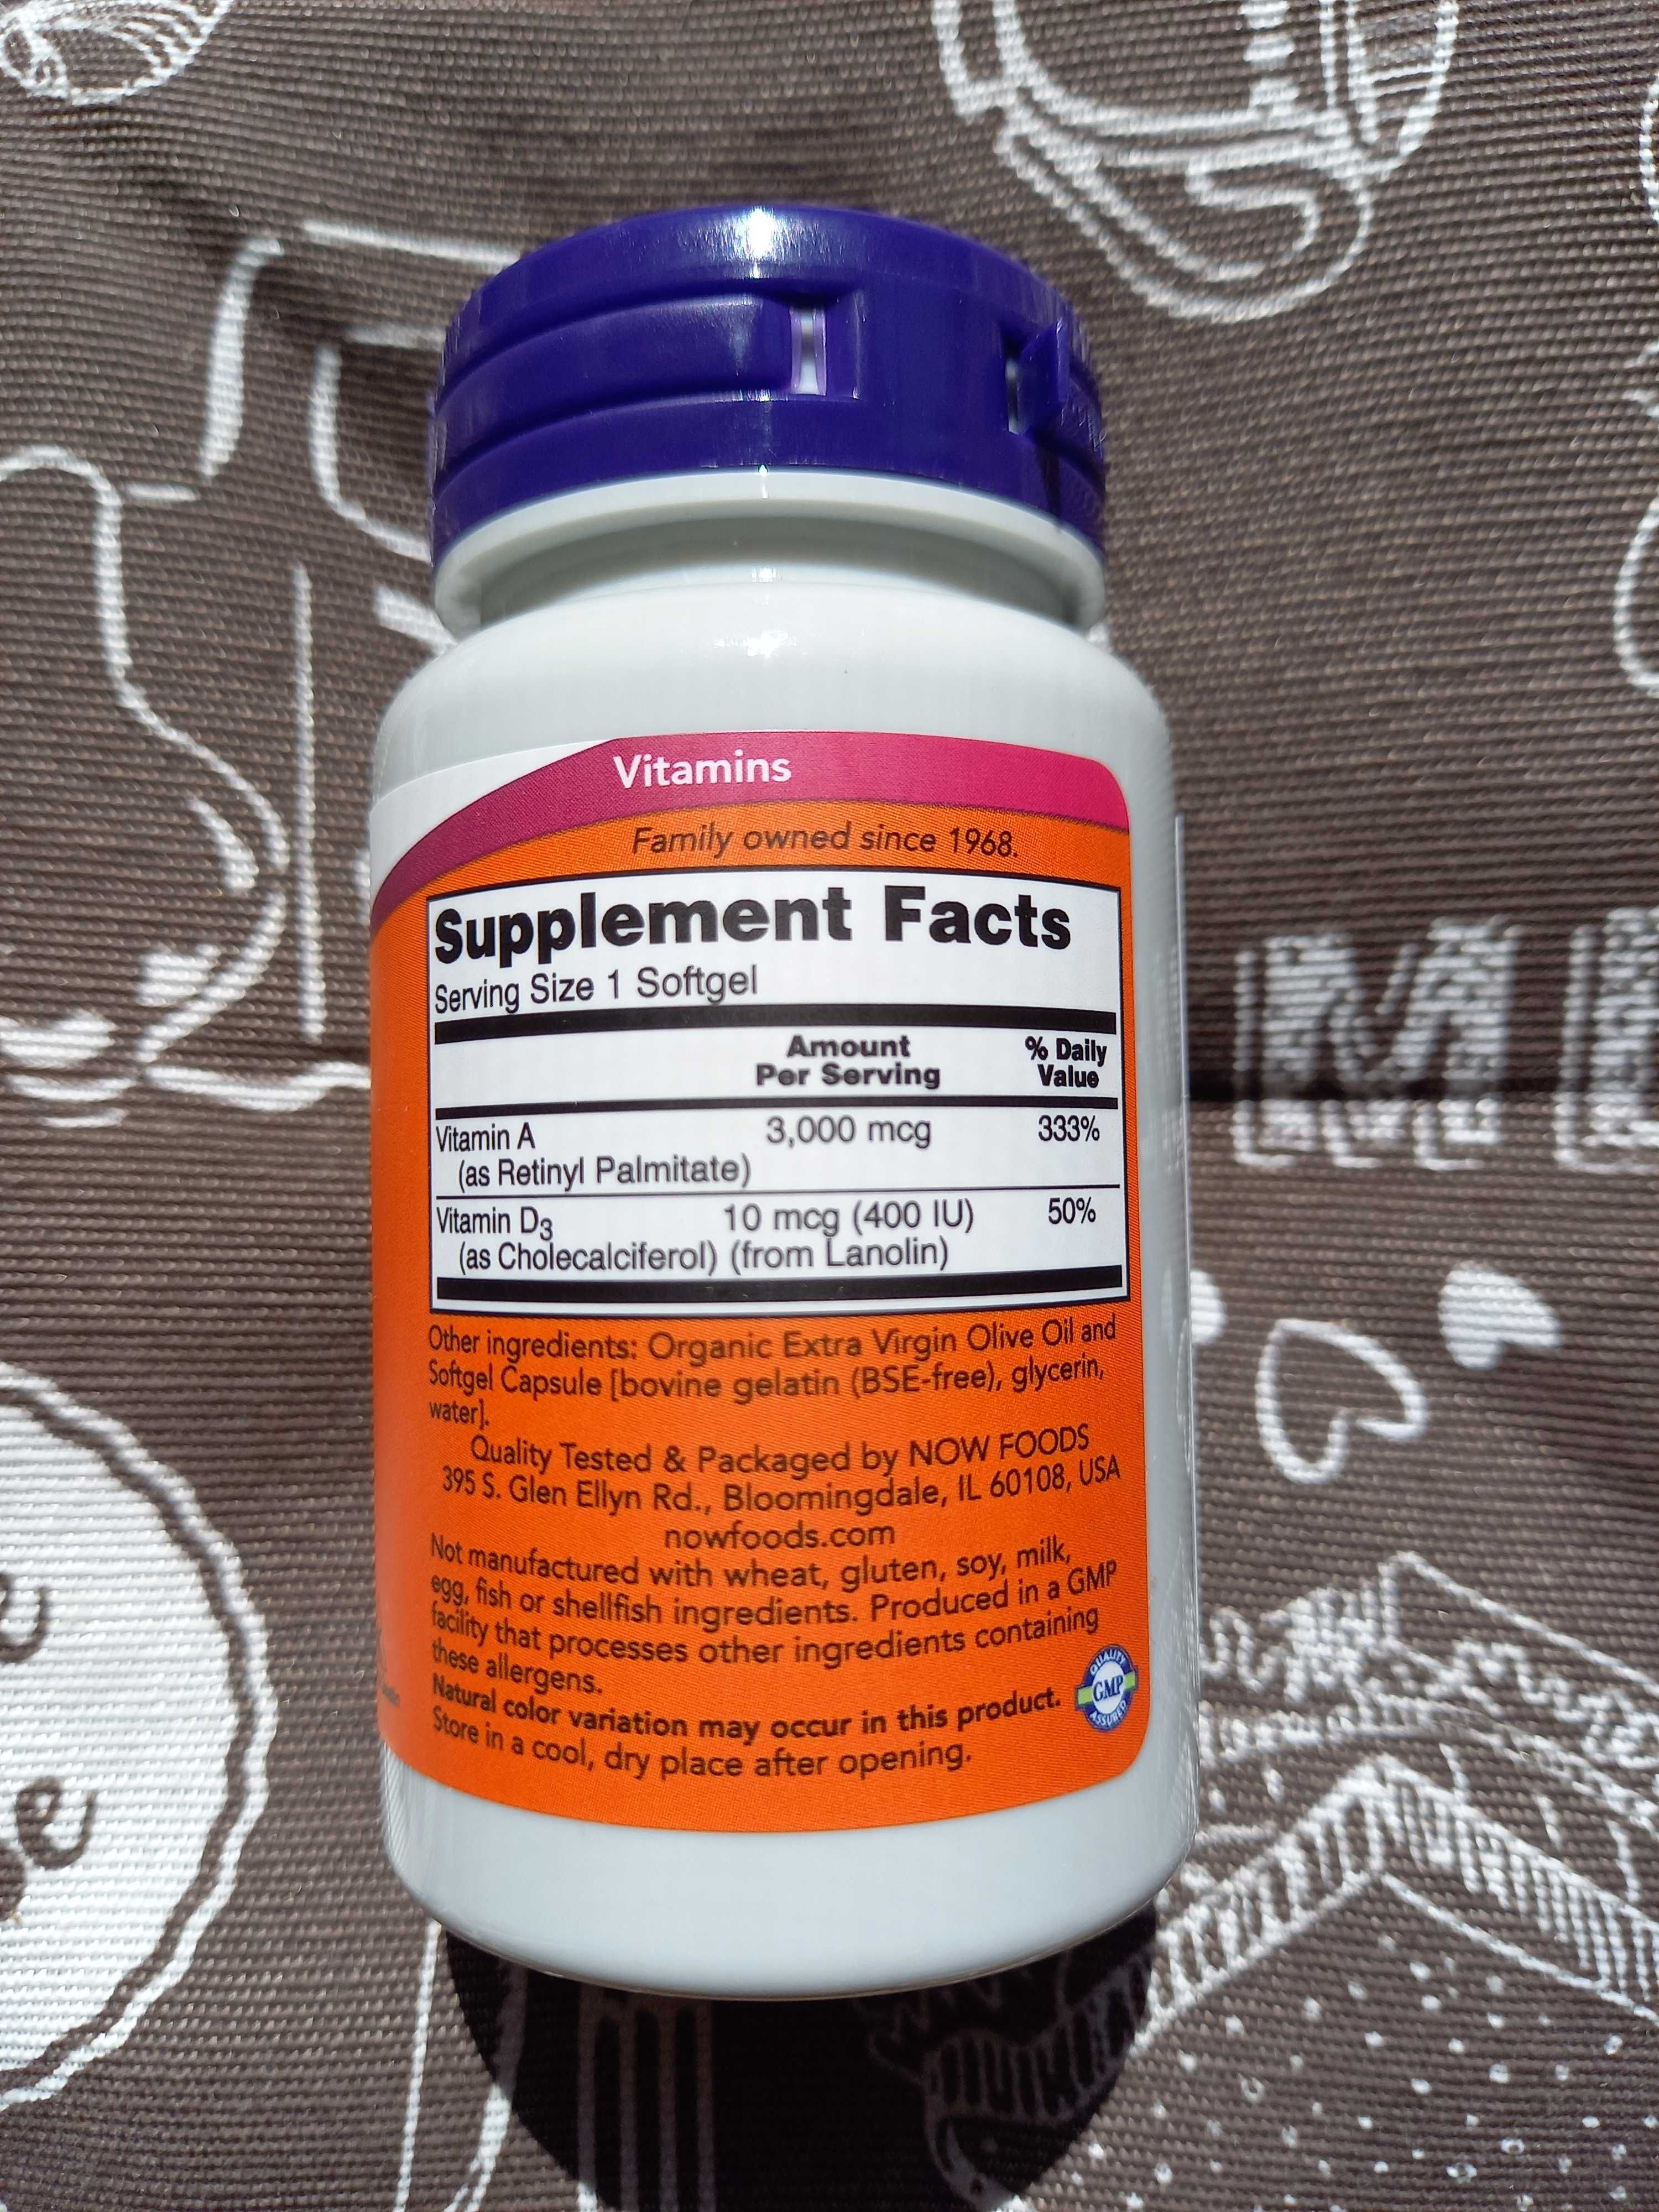 Vitamins
Family owned since 1968.
Supplement Facts
Serving Size 1 Softgel
Amount Per Serving
% Daily Value
Vitamin A 3,000 mcg 333%
(as Retinyl Palmitate)
Vitamin D3 10 mcg (400 IU) 50%
(as Cholecalciferol) (from Lanolin)
Other ingredients: Organic Extra Virgin Olive Oil and
Softgel Capsule [bovine gelatin (BSE-free), glycerin,
water].
Quality Tested & Packaged by NOW FOODS
395 S. Glen Ellyn Rd., Bloomingdale, IL 60108, USA
nowfoods.com
Not manufactured with wheat, gluten, soy, milk,
egg, fish or shellfish ingredients. Produced in a GMP
facility that processes other ingredients containing
these allergens.
Natural color variation may occur in this product.
Store in a cool, dry place after opening.
QUALITY
GMP
ASSURED